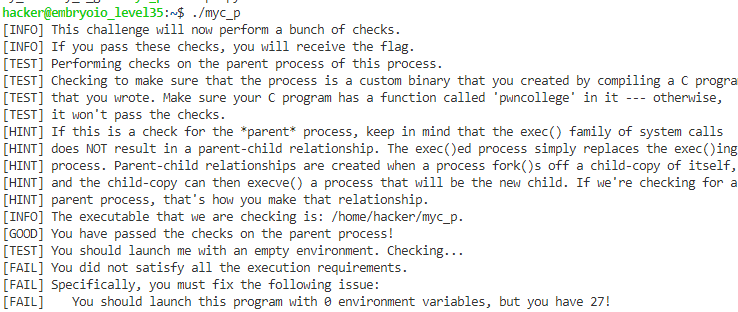 hacker@embryoio_level35:~$ ./myc_p
[INFO] This challenge will now perform a bunch of checks.
[INFO] If you pass these checks, you will receive the flag.
[TEST] Performing checks on the parent process of this process.
[TEST] Checking to make sure that the process is a custom binary that you created by compiling a C progra
[TEST] that you wrote. Make sure your C program has a function called 'pwncollege' in it --- otherwise,
[TEST] it won't pass the checks.
[HINT] If this is a check for the *parent* process, keep in mind that the exec() family of system calls
[HINT] does NOT result in a parent-child relationship. The exec()ed process simply replaces the exec()ing
[HINT] process. Parent-child relationships are created when a process fork()s off a child-copy of itself,
[HINT] and the child-copy can then execve() a process that will be the new child. If we're checking for a
[HINT] parent process, that's how you make that relationship.
[INFO] The executable that we are checking is: /home/hacker/myc_p.
[GOOD] You have passed the checks on the parent process!
[TEST] You should launch me with an empty environment. Checking...
[FAIL] You did not satisfy all the execution requirements.
[FAIL] Specifically, you must fix the following issue:
[FAIL]    You should launch this program with 0 environment variables, but you have 27!